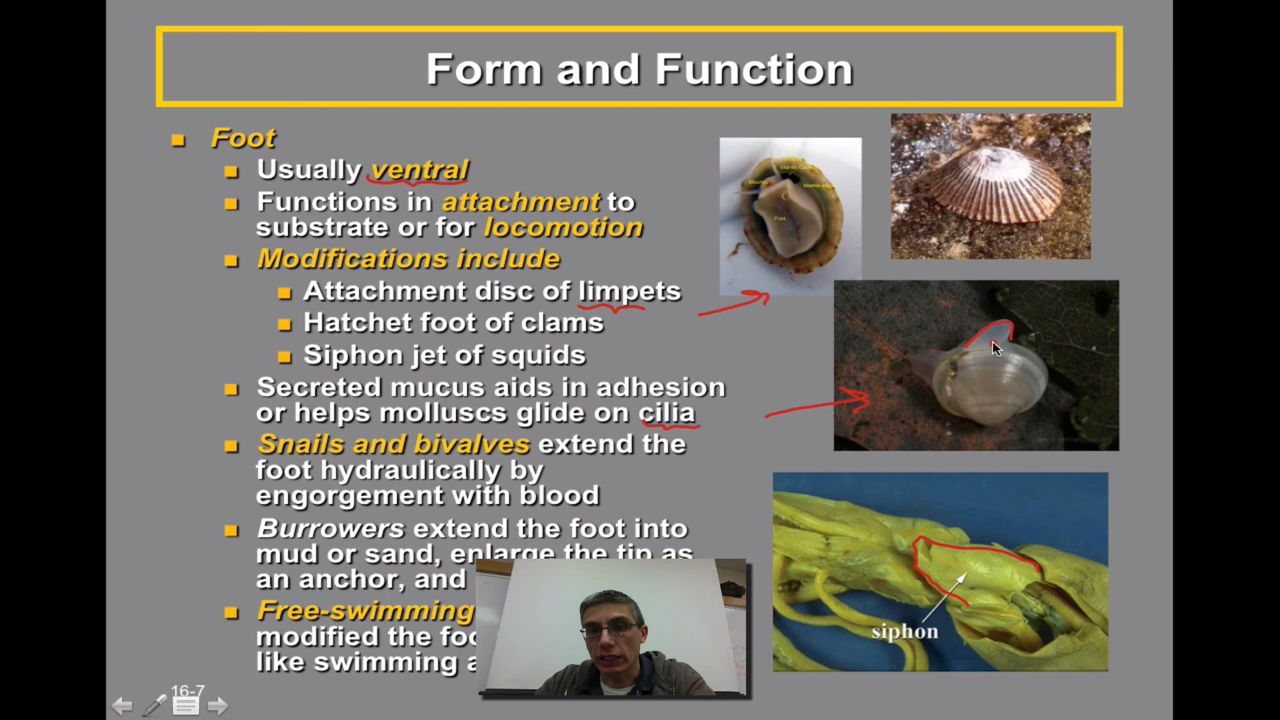 Form and Function
Foot
Usually ventral
Functions in attachment to
substrate or for locomotion
Modifications include
Attachment disc of limpets
Hatchet foot of clams
Siphon jet of squids
Secreted mucus aids in adhesion
or helps molluscs glide on cilia
Snails and bivalves extend the
foot hydraulically by
engorgement with blood
Burrowers extend the foot into
mud or sand, enlarge the tip as
an anchor, and
Free-swimming
modified the foo
like swimming a
16-7
Foot
siphon